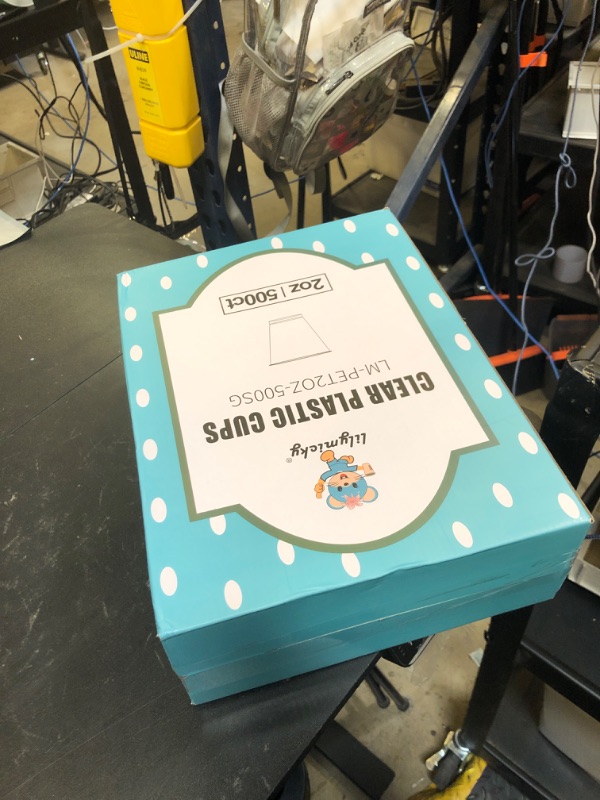 lilymicky®
CLEAR PLASTIC CUPS
LM-PET2OZ-500SG
2oz | 500ct
ULINE